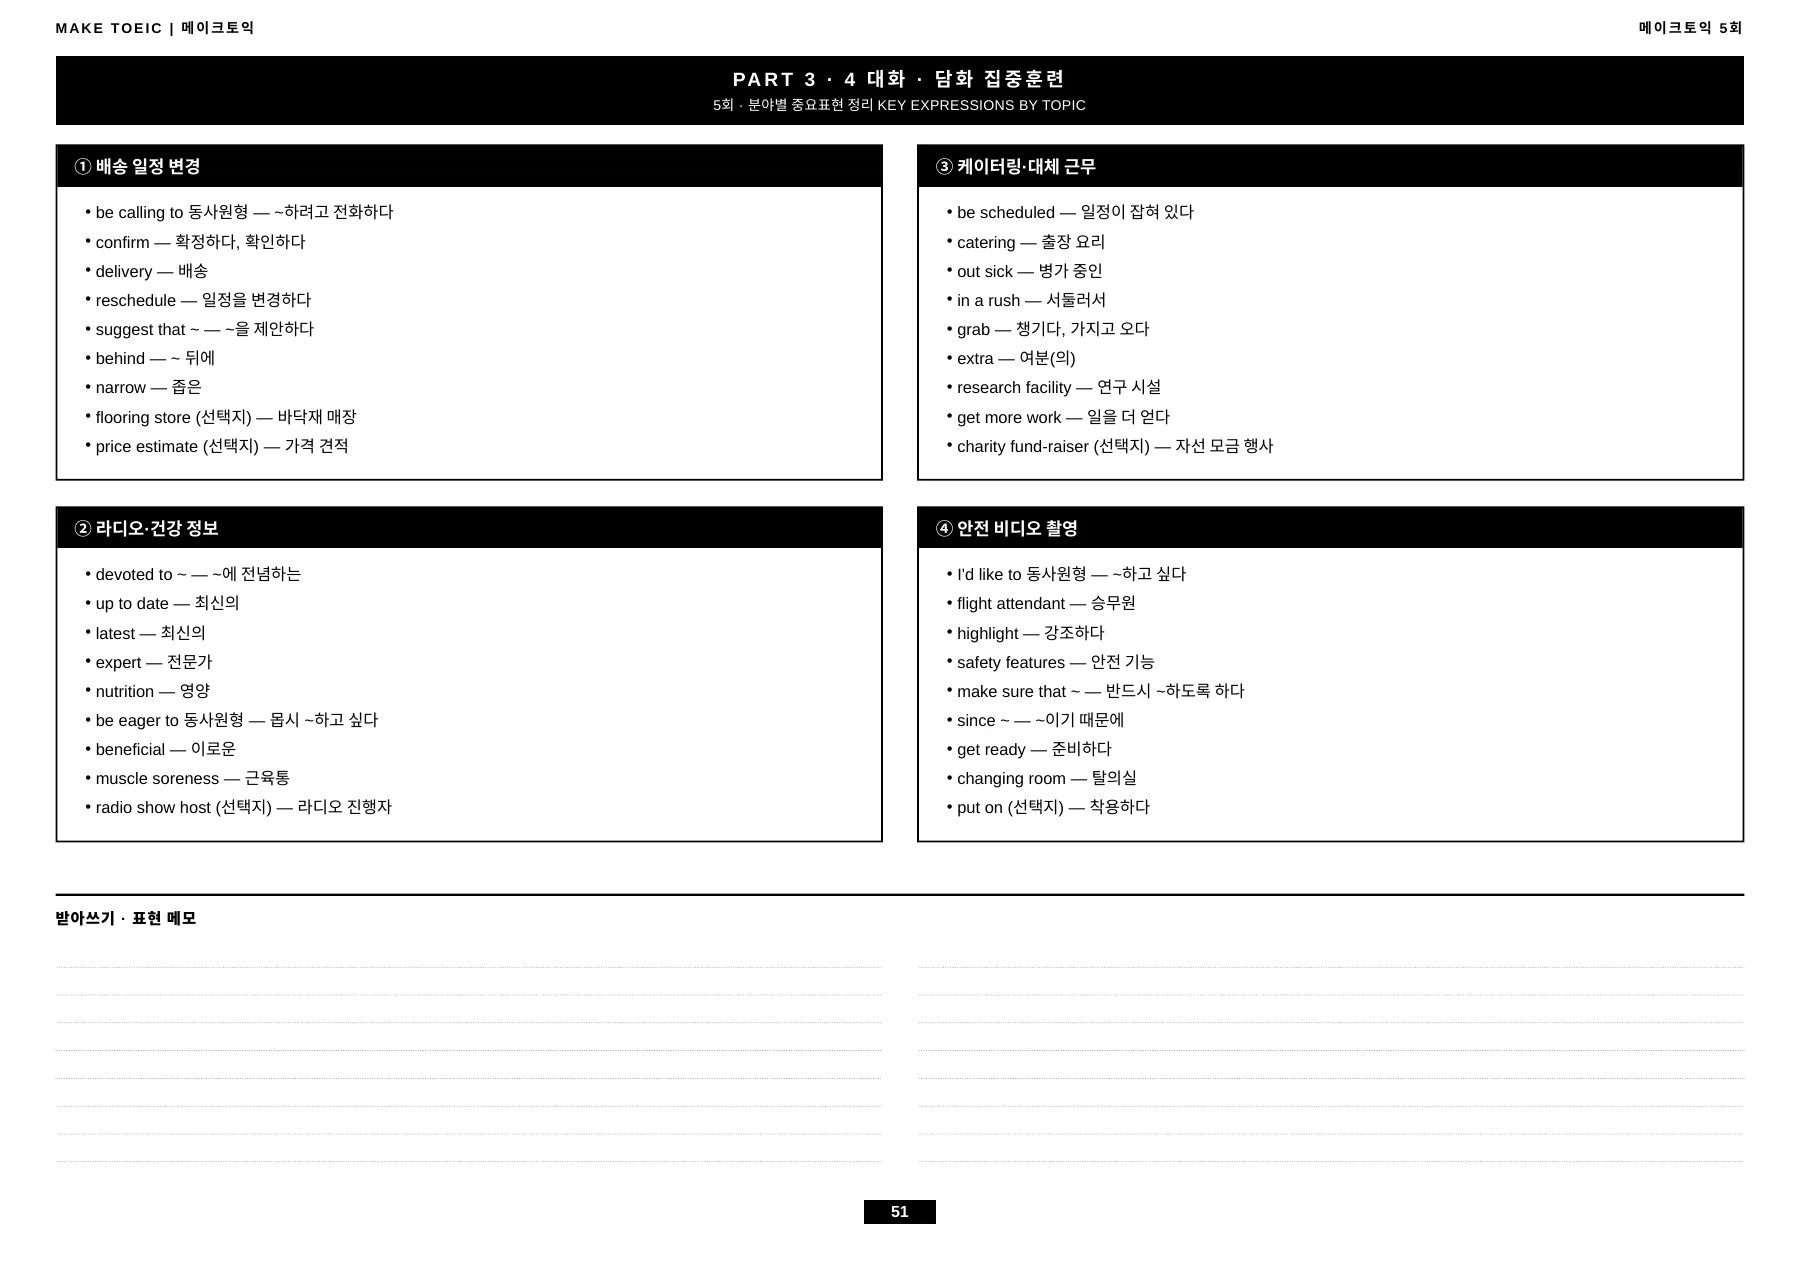 MAKE TOEIC | 메이크토익
메이크토익 5회
PART 3 · 4 대화 · 담화 집중훈련
5회 · 분야별 중요표현 정리 KEY EXPRESSIONS BY TOPIC
① 배송 일정 변경
• be calling to 동사원형 — ~하려고 전화하다
• confirm — 확정하다, 확인하다
• delivery — 배송
• reschedule — 일정을 변경하다
• suggest that ~ — ~을 제안하다
• behind — ~ 뒤에
• narrow — 좁은
• flooring store (선택지) — 바닥재 매장
• price estimate (선택지) — 가격 견적
② 라디오·건강 정보
• devoted to ~ — ~에 전념하는
• up to date — 최신의
• latest — 최신의
• expert — 전문가
• nutrition — 영양
• be eager to 동사원형 — 몹시 ~하고 싶다
• beneficial — 이로운
• muscle soreness — 근육통
• radio show host (선택지) — 라디오 진행자
③ 케이터링·대체 근무
• be scheduled — 일정이 잡혀 있다
• catering — 출장 요리
• out sick — 병가 중인
• in a rush — 서둘러서
• grab — 챙기다, 가지고 오다
• extra — 여분(의)
• research facility — 연구 시설
• get more work — 일을 더 얻다
• charity fund-raiser (선택지) — 자선 모금 행사
④ 안전 비디오 촬영
• I'd like to 동사원형 — ~하고 싶다
• flight attendant — 승무원
• highlight — 강조하다
• safety features — 안전 기능
• make sure that ~ — 반드시 ~하도록 하다
• since ~ — ~이기 때문에
• get ready — 준비하다
• changing room — 탈의실
• put on (선택지) — 착용하다
받아쓰기 · 표현 메모
51